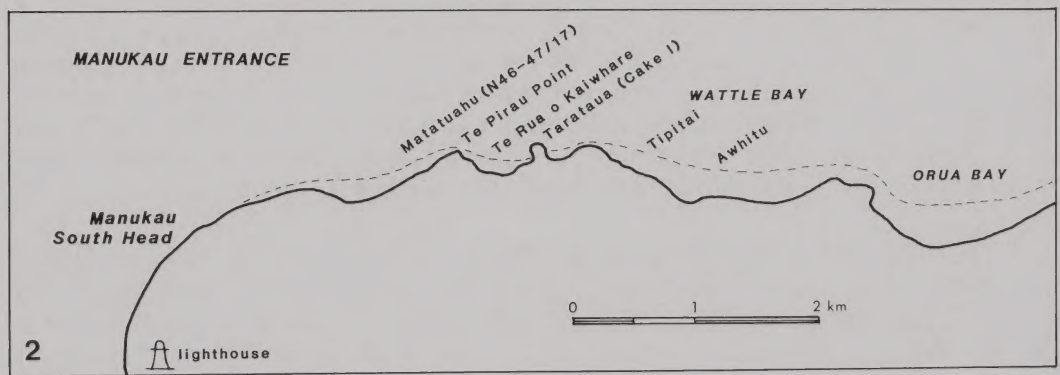 MANUKAU ENTRANCE
Matatuahu (N46-47/17)
Te Pirau Point
Te Rua o Kaiwhare
Tarataua (Cake I)
WATTLE BAY
Tipitai
Awhitu
ORUA BAY
Manukau
South Head
0 1 2 km
2
lighthouse